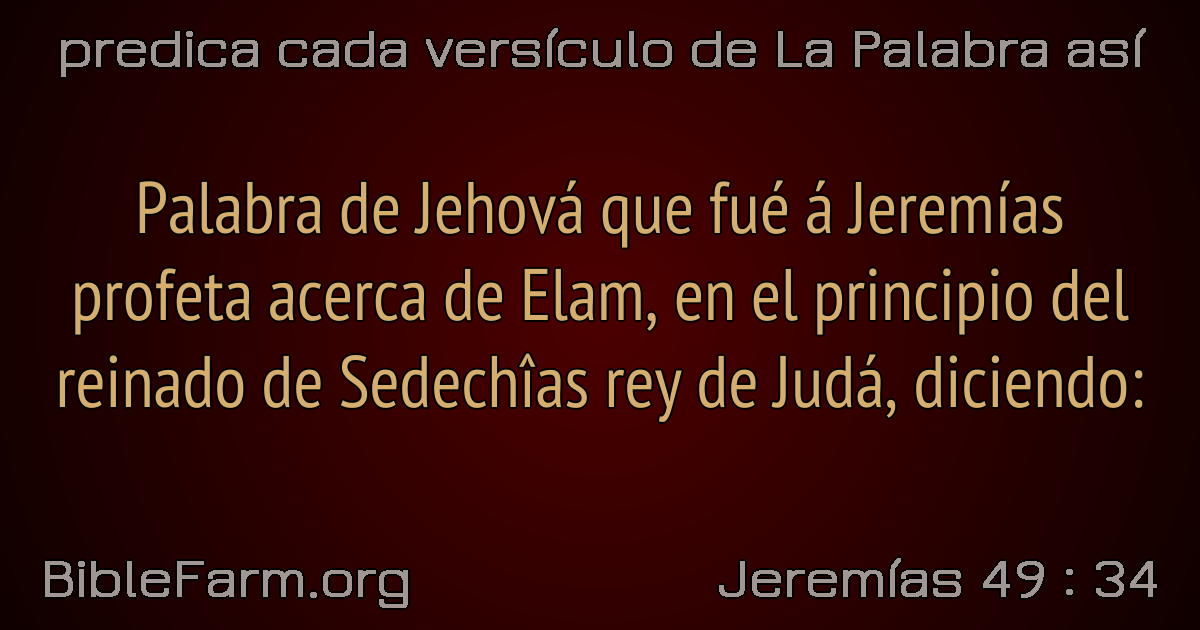 predica cada versículo de La Palabra así
Palabra de Jehová que fué á Jeremías
profeta acerca de Elam, en el principio del
reinado de Sedechîas rey de Judá, diciendo:
BibleFarm.org
Jeremías 49 : 34